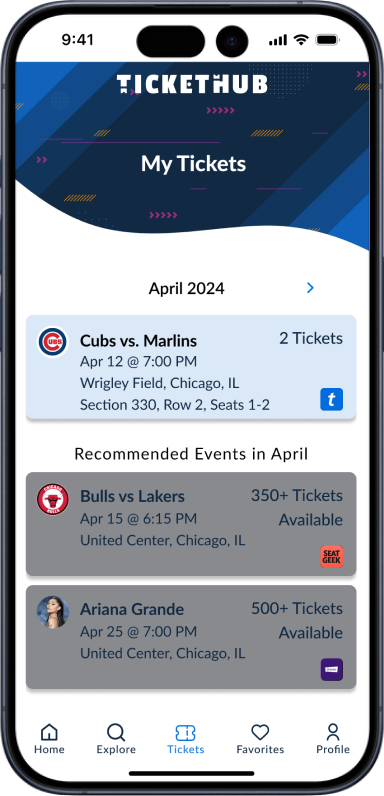 9:41
TICKETHUB
My Tickets
April 2024
CUBS
Cubs vs. Marlins
2 Tickets
Apr 12 @ 7:00 PM
Wrigley Field, Chicago, IL
Section 330, Row 2, Seats 1-2
t
Recommended Events in April
CHICAGO
BULLS
Bulls vs Lakers
350+ Tickets
Available
Apr 15 @ 6:15 PM
United Center, Chicago, IL
SEAT
GEEK
Ariana Grande
500+ Tickets
Available
Apr 25 @ 7:00 PM
United Center, Chicago, IL
Home
Explore
Tickets
Favorites
Profile